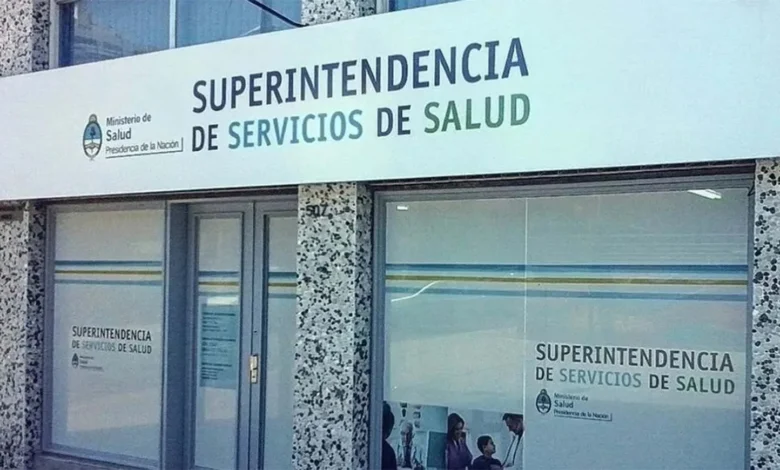 SUPERINTENDENCIA
DE SERVICIOS DE SALUD
Ministerio de
Salud
Presidencia de la Nación
507
SUPERINTENDENCIA
DE SERVICIOS DE SALUD
SUPERINTENDENCIA
DE SERVICIOS DE SALUD
Ministerio de
Salud
Presidencia de la Nación